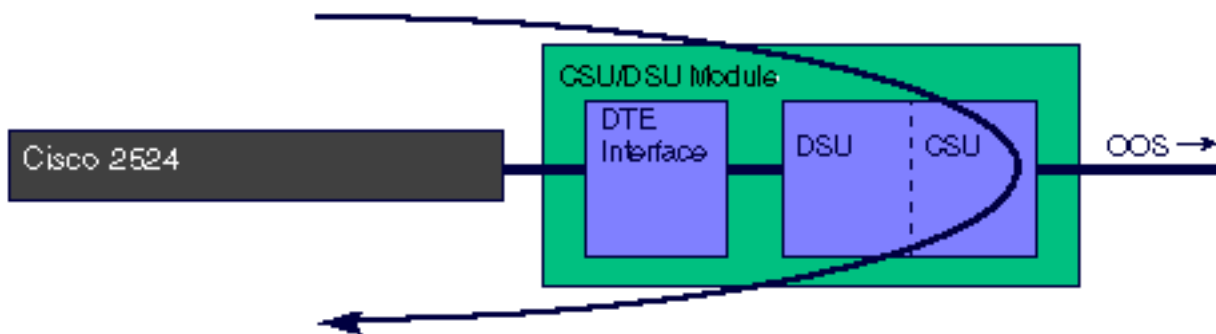 CSU/DSU Module
DTE
Interface
Cisco 2524
DSU
CSU
OOS →